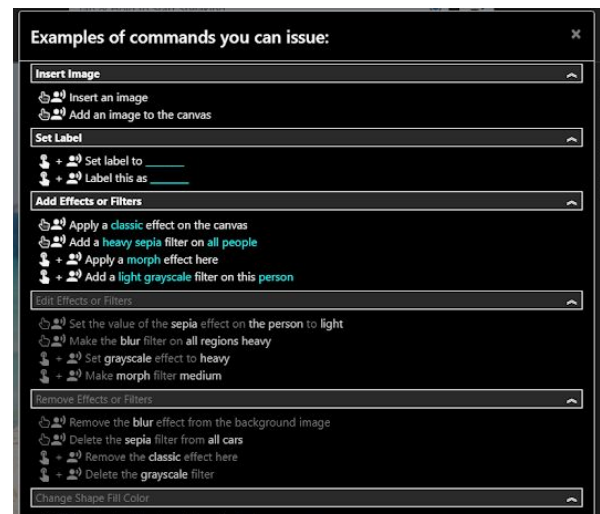 Examples of commands you can issue:
×
Insert Image
Insert an image
Add an image to the canvas
Set Label
+ Set label to ______
+ Label this as ______
Add Effects or Filters
Apply a classic effect on the canvas
Add a heavy sepia filter on all people
+ Apply a morph effect here
+ Add a light grayscale filter on this person
Edit Effects or Filters
Set the value of the sepia effect on the person to light
Make the blur filter on all regions heavy
+ Set grayscale effect to heavy
+ Make morph filter medium
Remove Effects or Filters
Remove the blur effect from the background image
Delete the sepia filter from all cars
+ Remove the classic effect here
+ Delete the grayscale filter
Change Shape Fill Color